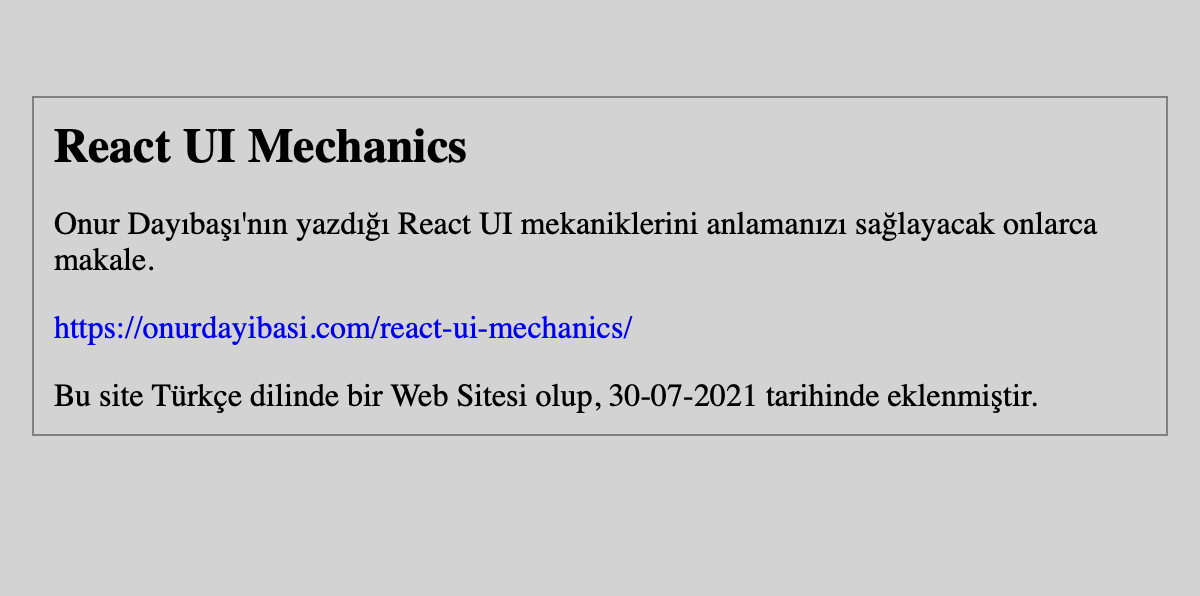 React UI Mechanics
Onur Dayıbaşı'nın yazdığı React UI mekaniklerini anlamanızı sağlayacak onlarca
makale.
https://onurdayibasi.com/react-ui-mechanics/
Bu site Türkçe dilinde bir Web Sitesi olup, 30-07-2021 tarihinde eklenmiştir.